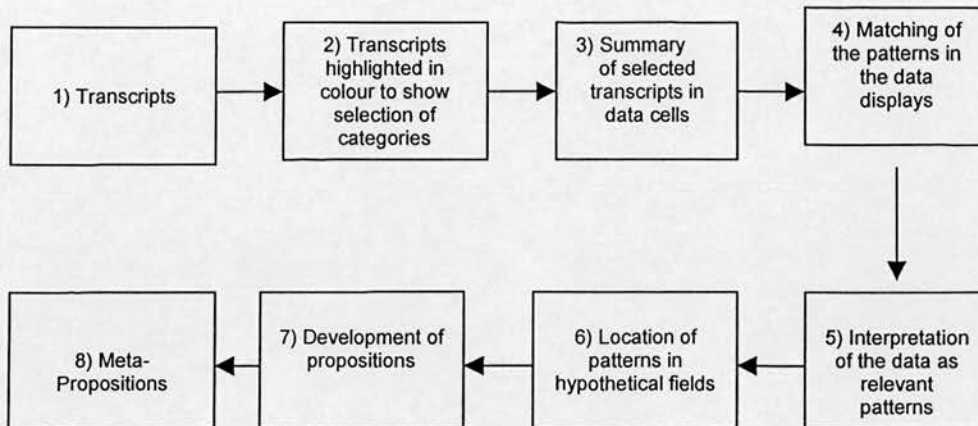 1) Transcripts
2) Transcripts
highlighted in
colour to show
selection of
categories
3) Summary
of selected
transcripts in
data cells
4) Matching of
the patterns in
the data
displays
5) Interpretation
of the data as
relevant
patterns
6) Location of
patterns in
hypothetical fields
7) Development of
propositions
8) Meta-
Propositions